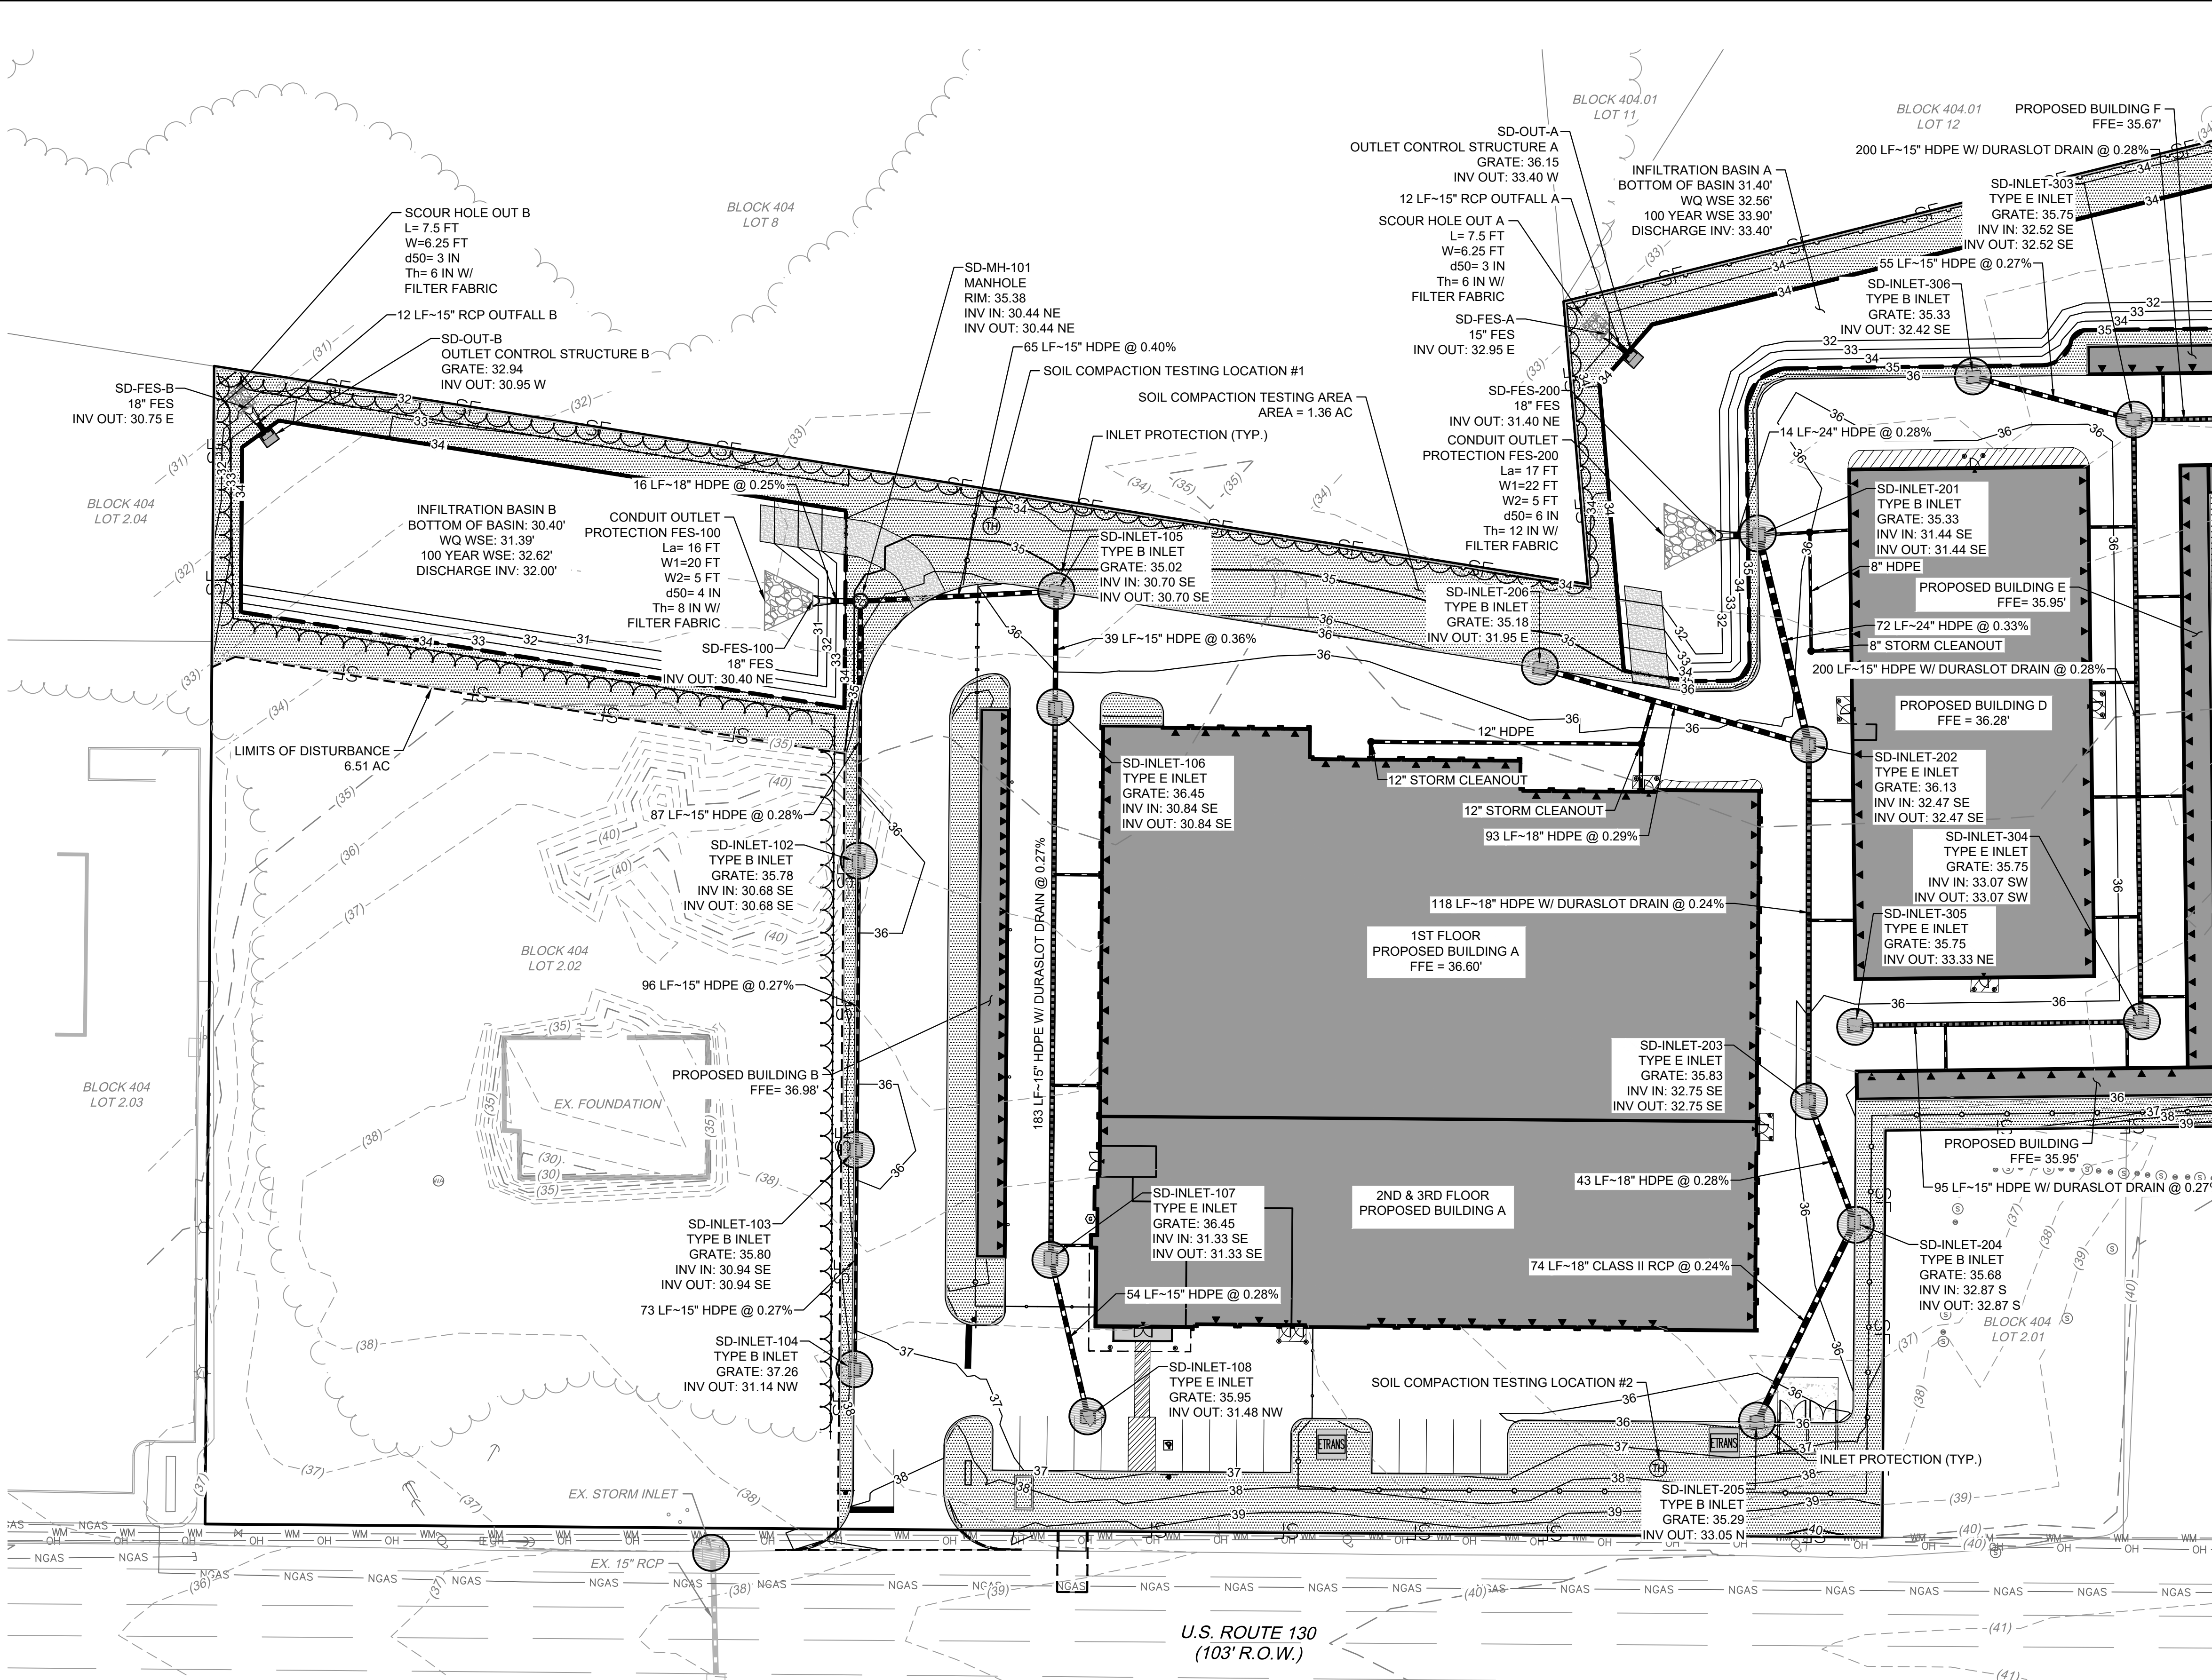 BLOCK 404.01
LOT 11
BLOCK 404.01
LOT 12
PROPOSED BUILDING F
FFE= 35.67'
200 LF~15" HDPE W/ DURASLOT DRAIN @ 0.28%
SD-OUT-A
OUTLET CONTROL STRUCTURE A
GRATE: 36.15
INV OUT: 33.40 W
12 LF~15" RCP OUTFALL A
SCOUR HOLE OUT A
L= 7.5 FT
W=6.25 FT
d50= 3 IN
Th= 6 IN W/
FILTER FABRIC
SD-FES-A
15" FES
INV OUT: 32.95 E
INFILTRATION BASIN A
BOTTOM OF BASIN 31.40'
WQ WSE 32.56'
100 YEAR WSE 33.90'
DISCHARGE INV: 33.40'
SD-INLET-303
TYPE E INLET
GRATE: 35.75
INV IN: 32.52 SE
INV OUT: 32.52 SE
55 LF~15" HDPE @ 0.27%
SD-INLET-306
TYPE B INLET
GRATE: 35.33
INV OUT: 32.42 SE
BLOCK 404
LOT 8
SCOUR HOLE OUT B
L= 7.5 FT
W=6.25 FT
d50= 3 IN
Th= 6 IN W/
FILTER FABRIC
12 LF~15" RCP OUTFALL B
SD-OUT-B
OUTLET CONTROL STRUCTURE B
GRATE: 32.94
INV OUT: 30.95 W
SD-FES-B
18" FES
INV OUT: 30.75 E
SD-MH-101
MANHOLE
RIM: 35.38
INV IN: 30.44 NE
INV OUT: 30.44 NE
65 LF~15" HDPE @ 0.40%
SOIL COMPACTION TESTING LOCATION #1
SOIL COMPACTION TESTING AREA
AREA = 1.36 AC
INLET PROTECTION (TYP.)
SD-FES-200
18" FES
INV OUT: 31.40 NE
CONDUIT OUTLET
PROTECTION FES-200
La= 17 FT
W1=22 FT
W2= 5 FT
d50= 6 IN
Th= 12 IN W/
FILTER FABRIC
14 LF~24" HDPE @ 0.28%
SD-INLET-201
TYPE B INLET
GRATE: 35.33
INV IN: 31.44 SE
INV OUT: 31.44 SE
8" HDPE
PROPOSED BUILDING E
FFE= 35.95'
72 LF~24" HDPE @ 0.33%
8" STORM CLEANOUT
200 LF~15" HDPE W/ DURASLOT DRAIN @ 0.28%
PROPOSED BUILDING D
FFE = 36.28'
BLOCK 404
LOT 2.04
INFILTRATION BASIN B
BOTTOM OF BASIN: 30.40'
WQ WSE: 31.39'
100 YEAR WSE: 32.62'
DISCHARGE INV: 32.00'
16 LF~18" HDPE @ 0.25%
CONDUIT OUTLET
PROTECTION FES-100
La= 16 FT
W1=20 FT
W2= 5 FT
d50= 4 IN
Th= 8 IN W/
FILTER FABRIC
SD-FES-100
18" FES
INV OUT: 30.40 NE
TH
SD-INLET-105
TYPE B INLET
GRATE: 35.02
INV IN: 30.70 SE
INV OUT: 30.70 SE
39 LF~15" HDPE @ 0.36%
SD-INLET-206
TYPE B INLET
GRATE: 35.18
INV OUT: 31.95 E
LIMITS OF DISTURBANCE
6.51 AC
SD-INLET-106
TYPE E INLET
GRATE: 36.45
INV IN: 30.84 SE
INV OUT: 30.84 SE
12" HDPE
12" STORM CLEANOUT
12" STORM CLEANOUT
93 LF~18" HDPE @ 0.29%
SD-INLET-202
TYPE E INLET
GRATE: 36.13
INV IN: 32.47 SE
INV OUT: 32.47 SE
SD-INLET-304
TYPE E INLET
GRATE: 35.75
INV IN: 33.07 SW
INV OUT: 33.07 SW
87 LF~15" HDPE @ 0.28%
SD-INLET-102
TYPE B INLET
GRATE: 35.78
INV IN: 30.68 SE
INV OUT: 30.68 SE
183 LF~15" HDPE W/ DURASLOT DRAIN @ 0.27%
118 LF~18" HDPE W/ DURASLOT DRAIN @ 0.24%
1ST FLOOR
PROPOSED BUILDING A
FFE = 36.60'
SD-INLET-305
TYPE E INLET
GRATE: 35.75
INV OUT: 33.33 NE
BLOCK 404
LOT 2.02
96 LF~15" HDPE @ 0.27%
PROPOSED BUILDING B
FFE= 36.98'
EX. FOUNDATION
BLOCK 404
LOT 2.03
SD-INLET-203
TYPE E INLET
GRATE: 35.83
INV IN: 32.75 SE
INV OUT: 32.75 SE
PROPOSED BUILDING
FFE= 35.95'
95 LF~15" HDPE W/ DURASLOT DRAIN @ 0.27%
43 LF~18" HDPE @ 0.28%
2ND & 3RD FLOOR
PROPOSED BUILDING A
SD-INLET-107
TYPE E INLET
GRATE: 36.45
INV IN: 31.33 SE
INV OUT: 31.33 SE
SD-INLET-103
TYPE B INLET
GRATE: 35.80
INV IN: 30.94 SE
INV OUT: 30.94 SE
73 LF~15" HDPE @ 0.27%
54 LF~15" HDPE @ 0.28%
74 LF~18" CLASS II RCP @ 0.24%
SD-INLET-204
TYPE B INLET
GRATE: 35.68
INV IN: 32.87 S
INV OUT: 32.87 S
BLOCK 404
LOT 2.01
SD-INLET-104
TYPE B INLET
GRATE: 37.26
INV OUT: 31.14 NW
SD-INLET-108
TYPE E INLET
GRATE: 35.95
INV OUT: 31.48 NW
SOIL COMPACTION TESTING LOCATION #2
ETRANS
ETRANS
TH
INLET PROTECTION (TYP.)
SD-INLET-205
TYPE B INLET
GRATE: 35.29
INV OUT: 33.05 N
EX. STORM INLET
EX. 15" RCP
U.S. ROUTE 130
(103' R.O.W.)